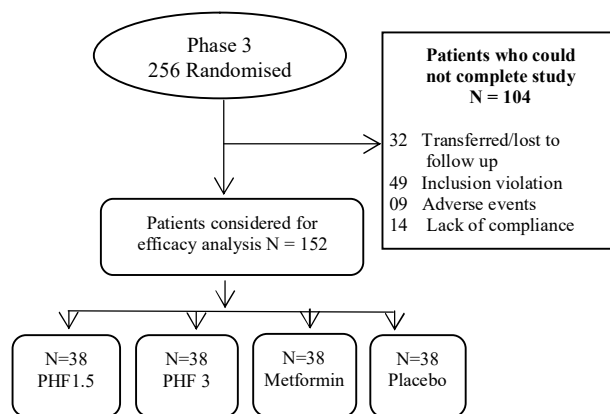 Phase 3
256 Randomised
Patients who could
not complete study
N = 104
32 Transferred/lost to
follow up
49 Inclusion violation
09 Adverse events
14 Lack of compliance
Patients considered for
efficacy analysis N = 152
N=38
PHF1.5
N=38
PHF 3
N=38
Metformin
N=38
Placebo